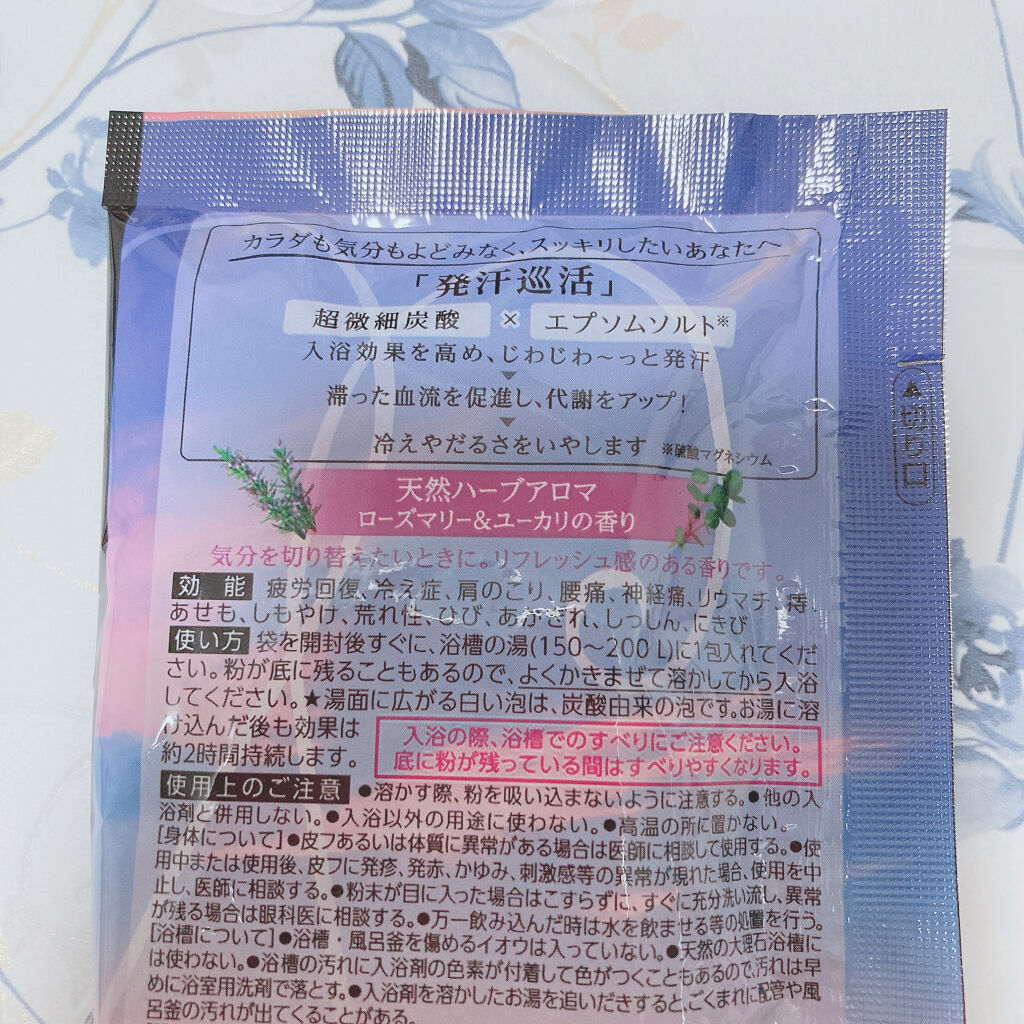 カラダも気分もよどみなく、スッキリしたいあなたへ
「発汗巡活」
超微細炭酸 × エプソムソルト※
入浴効果を高め、じわじわ〜っと発汗
▼
滞った血流を促進し、代謝をアップ!
▼
冷えやだるさをいやします ※硫酸マグネシウム
▲切り口
天然ハーブアロマ
ローズマリー&ユーカリの香り
気分を切り替えたいときに。リフレッシュ感のある香りです。
効 能 疲労回復、冷え症、肩のこり、腰痛、神経痛、リウマチ、痔、
あせも、しもやけ、荒れ性、ひび、あかぎれ、しっしん、にきび
使い方 袋を開封後すぐに、浴槽の湯(150〜200 L)に1包入れてくだ
さい。粉が底に残ることもあるので、よくかきまぜて溶かしてから入浴
してください。★湯面に広がる白い泡は、炭酸由来の泡です。お湯に溶
け込んだ後も効果は
約2時間持続します。
入浴の際、浴槽でのすべりにご注意ください。
底に粉が残っている間はすべりやすくなります。
使用上のご注意 ●溶かす際、粉を吸い込まないように注意する。●他の入
浴剤と併用しない。●入浴以外の用途に使わない。●高温の所に置かない。
[身体について]●皮フあるいは体質に異常がある場合は医師に相談して使用する。●使
用中または使用後、皮フに発疹、発赤、かゆみ、刺激感等の異常が現れた場合、使用を中
止し、医師に相談する。●粉末が目に入った場合はこすらずに、すぐに充分洗い流し、異常
が残る場合は眼科医に相談する。●万一飲み込んだ時は水を飲ませる等の処置を行う。
[浴槽について]●浴槽・風呂釜を傷めるイオウは入っていない。●天然の大理石浴槽に
は使わない。●浴槽の汚れに入浴剤の色素が付着して色がつくこともあるので、汚れは早
めに浴室用洗剤で落とす。●入浴剤を溶かしたお湯を追いだきすると、ごくまれに配管や風
呂釜の汚れが出てくることがある。